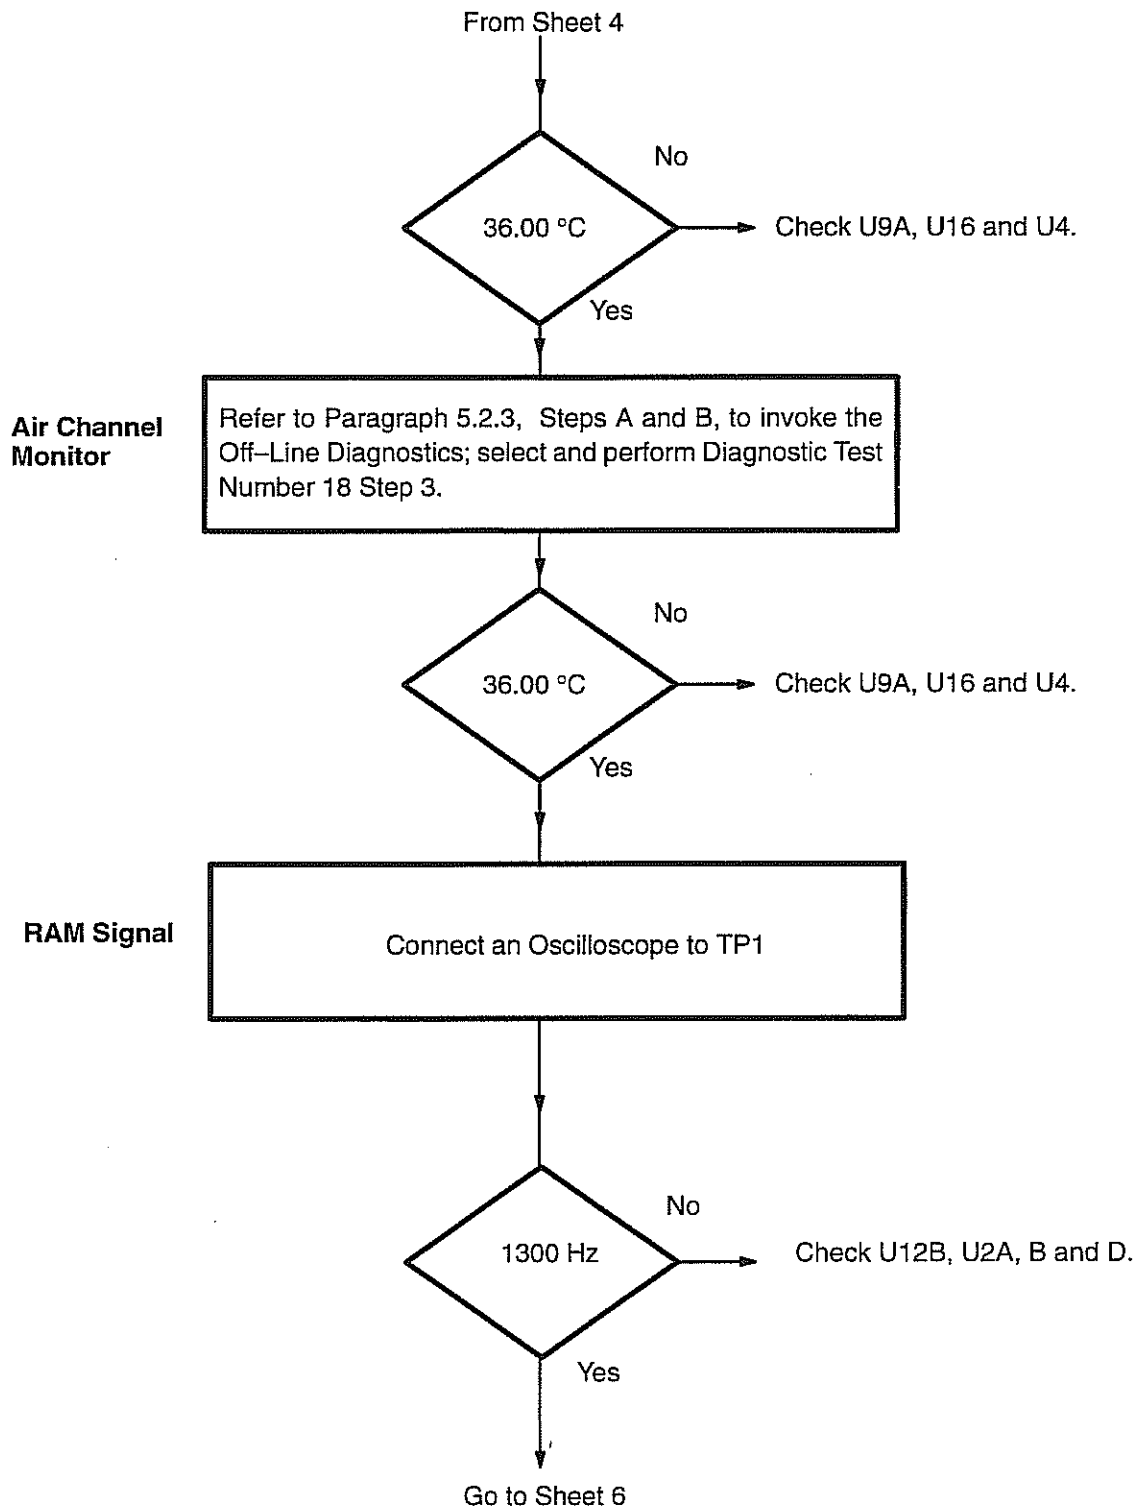 From Sheet 4
No
36.00 °C
Check U9A, U16 and U4.
Yes
Air Channel
Monitor
Refer to Paragraph 5.2.3, Steps A and B, to invoke the
Off–Line Diagnostics; select and perform Diagnostic Test
Number 18 Step 3.
No
36.00 °C
Check U9A, U16 and U4.
Yes
RAM Signal
Connect an Oscilloscope to TP1
No
1300 Hz
Check U12B, U2A, B and D.
Yes
Go to Sheet 6